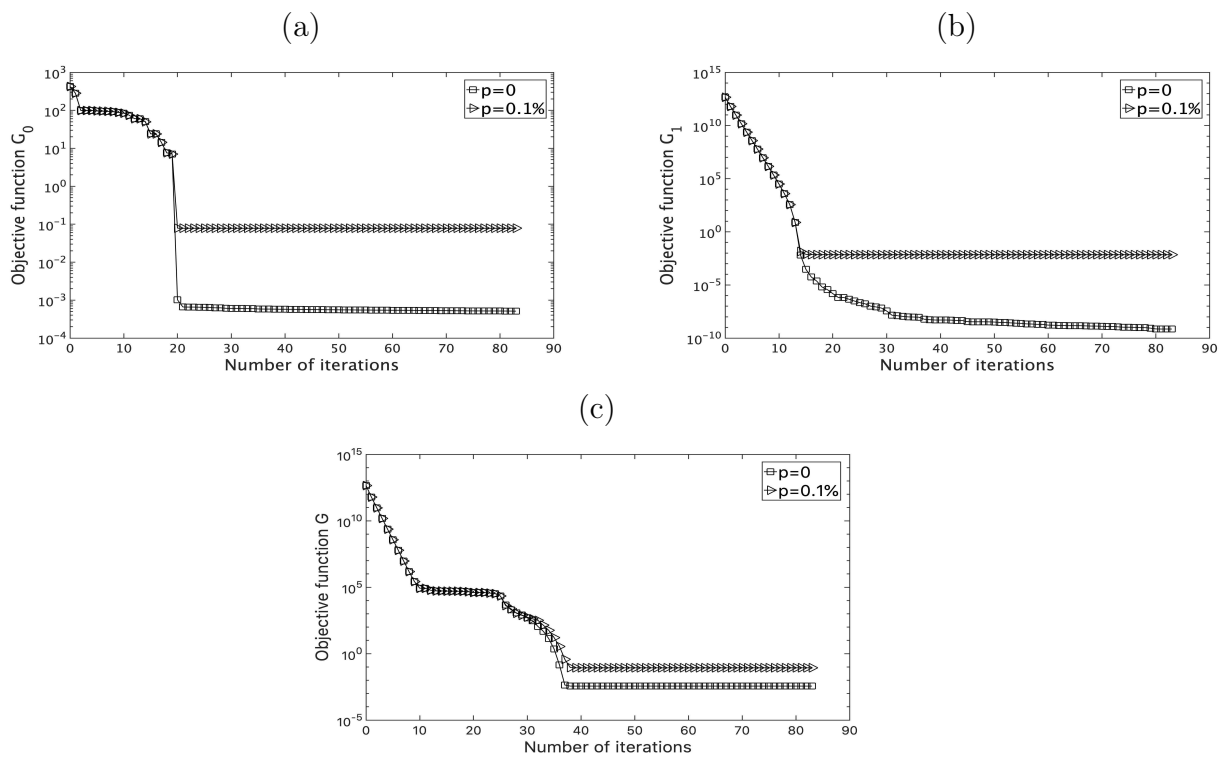 (a)
10^3
10^2
10^1
10^0
10^-1
10^-2
10^-3
10^-4
Objective function G_0
p=0
p=0.1%
0 10 20 30 40 50 60 70 80 90
Number of iterations
(b)
10^15
10^10
10^5
10^0
10^-5
10^-10
Objective function G_1
p=0
p=0.1%
0 10 20 30 40 50 60 70 80 90
Number of iterations
(c)
10^15
10^10
10^5
10^0
10^-5
Objective function G
p=0
p=0.1%
0 10 20 30 40 50 60 70 80 90
Number of iterations